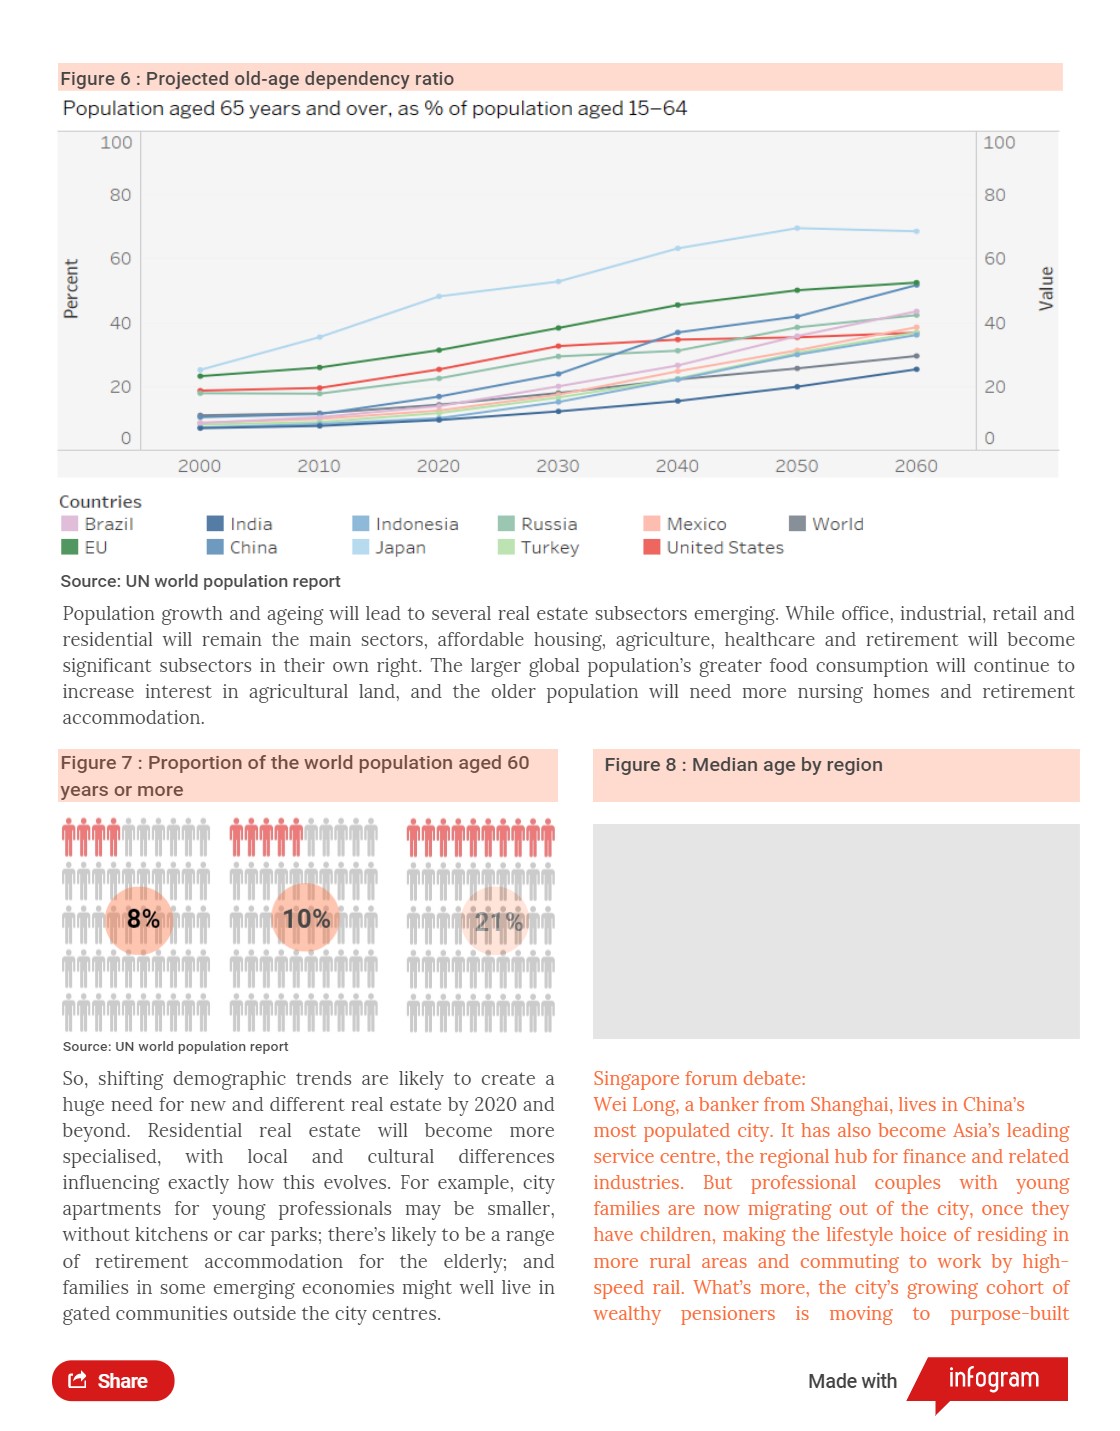 Figure 6 : Projected old-age dependency ratio
Population aged 65 years and over, as % of population aged 15–64
100
80
60
40
20
0
Percent
100
80
60
40
20
0
Value
2000 2010 2020 2030 2040 2050 2060
Countries
Brazil India Indonesia Russia Mexico World
EU China Japan Turkey United States
Source: UN world population report
Population growth and ageing will lead to several real estate subsectors emerging. While office, industrial, retail and
residential will remain the main sectors, affordable housing, agriculture, healthcare and retirement will become
significant subsectors in their own right. The larger global population’s greater food consumption will continue to
increase interest in agricultural land, and the older population will need more nursing homes and retirement
accommodation.
Figure 7 : Proportion of the world population aged 60
years or more
8% 10% 21%
Source: UN world population report
So, shifting demographic trends are likely to create a
huge need for new and different real estate by 2020 and
beyond. Residential real estate will become more
specialised, with local and cultural differences
influencing exactly how this evolves. For example, city
apartments for young professionals may be smaller,
without kitchens or car parks; there’s likely to be a range
of retirement accommodation for the elderly; and
families in some emerging economies might well live in
gated communities outside the city centres.
Figure 8 : Median age by region
Singapore forum debate:
Wei Long, a banker from Shanghai, lives in China’s
most populated city. It has also become Asia’s leading
service centre, the regional hub for finance and related
industries. But professional couples with young
families are now migrating out of the city, once they
have children, making the lifestyle hoice of residing in
more rural areas and commuting to work by high-
speed rail. What’s more, the city’s growing cohort of
wealthy pensioners is moving to purpose-built
Share
Made with infogram